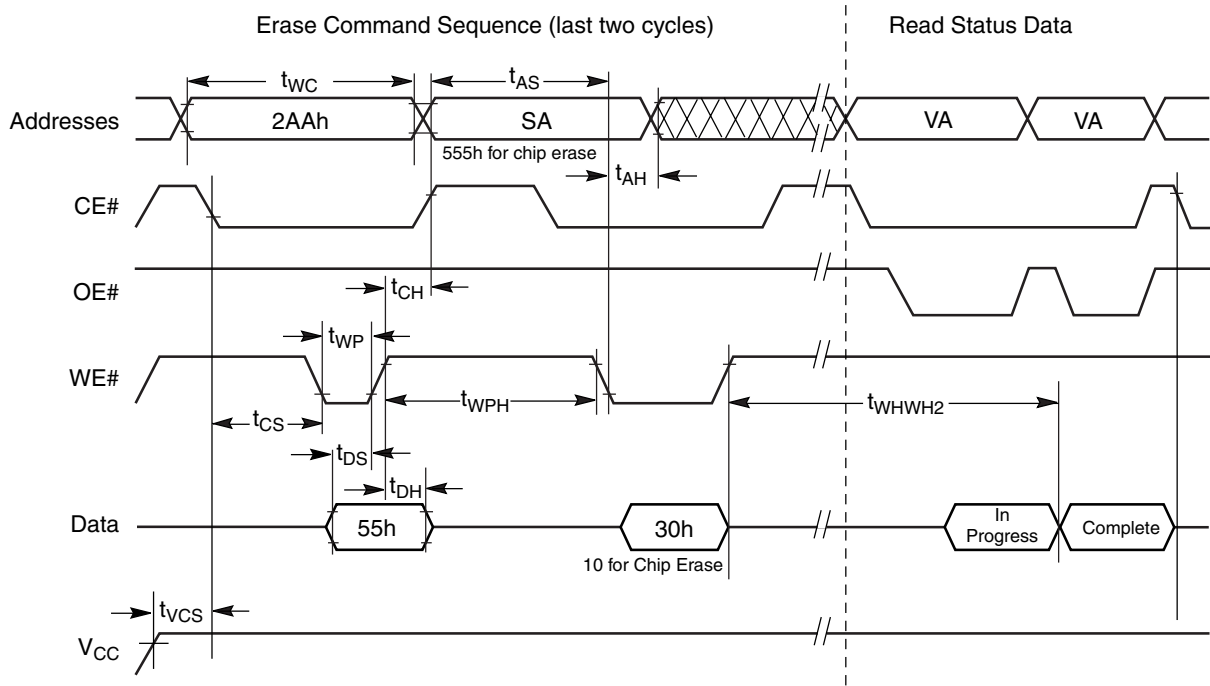 Erase Command Sequence (last two cycles)
Read Status Data
tWC
tAS
Addresses
2AAh
SA
VA
VA
555h for chip erase
tAH
CE#
OE#
tCH
tWP
WE#
tWPH
tWHWH2
tCS
tDS
tDH
Data
55h
30h
In
Progress
Complete
10 for Chip Erase
tVCS
VCC